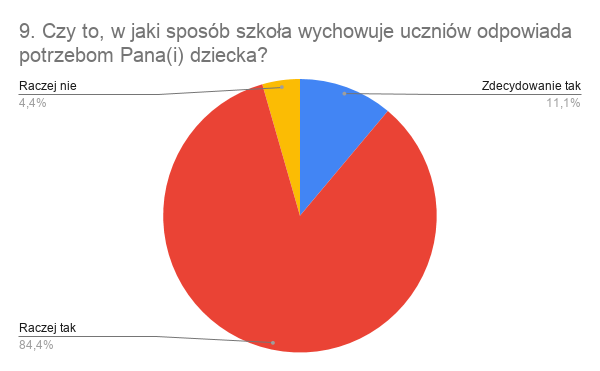 9. Czy to, w jaki sposób szkoła wychowuje uczniów odpowiada
potrzebom Pana(i) dziecka?
Raczej nie
4,4%
Zdecydowanie tak
11,1%
Raczej tak
84,4%